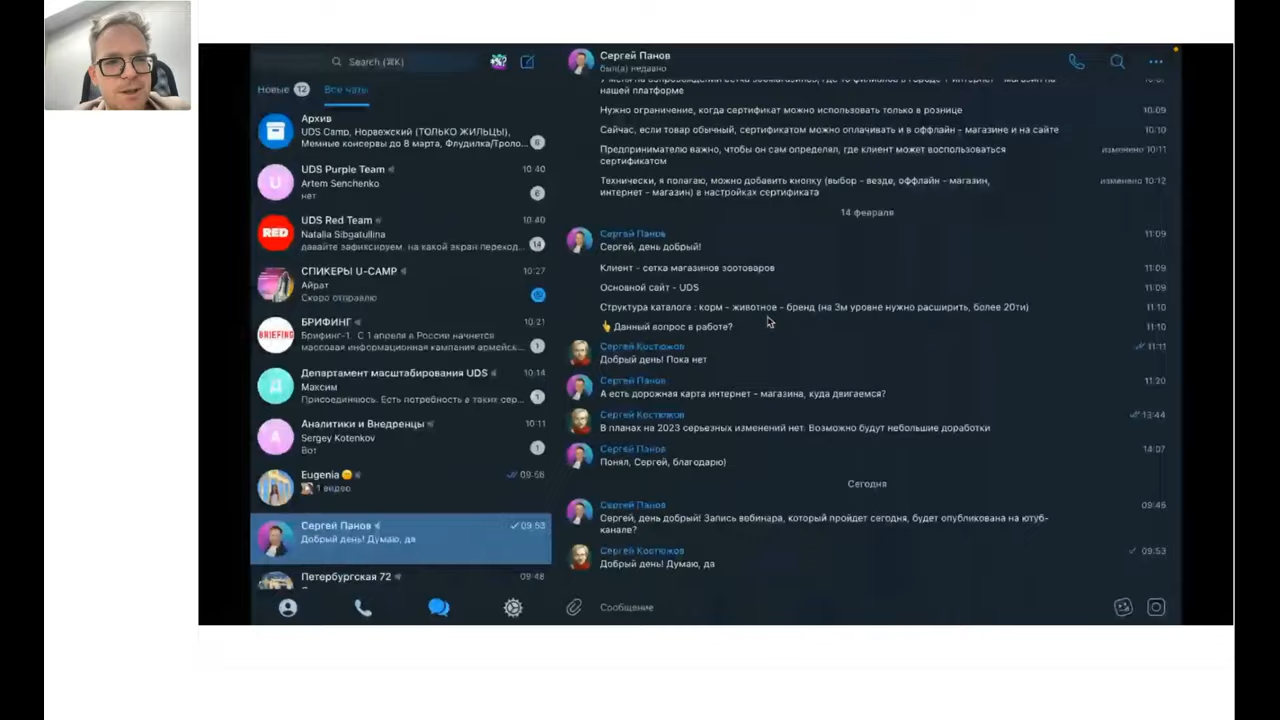 Search (⌘K)
Новые 12 Все чаты
Архив
UDS Camp, Норвежский (ТОЛЬКО ЖИЛЬЦЫ),
Мемные консервы до 8 марта, Флудилка/Троло...
6
UDS Purple Team 10:40
Artem Senchenko
нет
6
UDS Red Team 10:40
RED
Natalia Sibgatullina
давайте зафиксируем, на какой экран переход...
14
СПИКЕРЫ U-CAMP 10:27
Айрат
Скоро отправлю
@
БРИФИНГ 10:21
BRIEFING
Брифинг-1. С 1 апреля в России начнется
массовая информационная кампания армейск...
1
Департамент масштабирования UDS 10:14
Максим
Присоединяюсь. Есть потребность в таких сер...
1
Аналитики и Внедренцы 10:11
Sergey Kotenkov
Вот
1
Eugenia 09:56
1 видео
Сергей Панов 09:53
Добрый день! Думаю, да
Петербургская 72 09:48
Сергей Панов
был(а) недавно
нашей платформе
Нужно ограничение, когда сертификат можно использовать только в рознице 10:09
Сейчас, если товар обычный, сертификатом можно оплачивать и в оффлайн - магазине и на сайте 10:10
Предпринимателю важно, чтобы он сам определял, где клиент может воспользоваться изменено 10:11
сертификатом
Технически, я полагаю, можно добавить кнопку (выбор - везде, оффлайн - магазин, изменено 10:12
интернет - магазин) в настройках сертификата
14 февраля
Сергей Панов 11:09
Сергей, день добрый!
Клиент - сетка магазинов зоотоваров 11:09
Основной сайт - UDS 11:09
Структура каталога : корм - животное - бренд (на 3м уровне нужно расширить, более 20ти) 11:10
👆Данный вопрос в работе? 11:10
Сергей Костюжов 11:11
Добрый день! Пока нет
Сергей Панов 11:20
А есть дорожная карта интернет - магазина, куда двигаемся?
Сергей Костюжов 13:44
В планах на 2023 серьезных изменений нет. Возможно будут небольшие доработки
Сергей Панов 14:07
Понял, Сергей, благодарю)
Сегодня
Сергей Панов 09:45
Сергей, день добрый! Запись вебинара, который пройдет сегодня, будет опубликована на ютуб-
канале?
Сергей Костюжов 09:53
Добрый день! Думаю, да
Сообщение